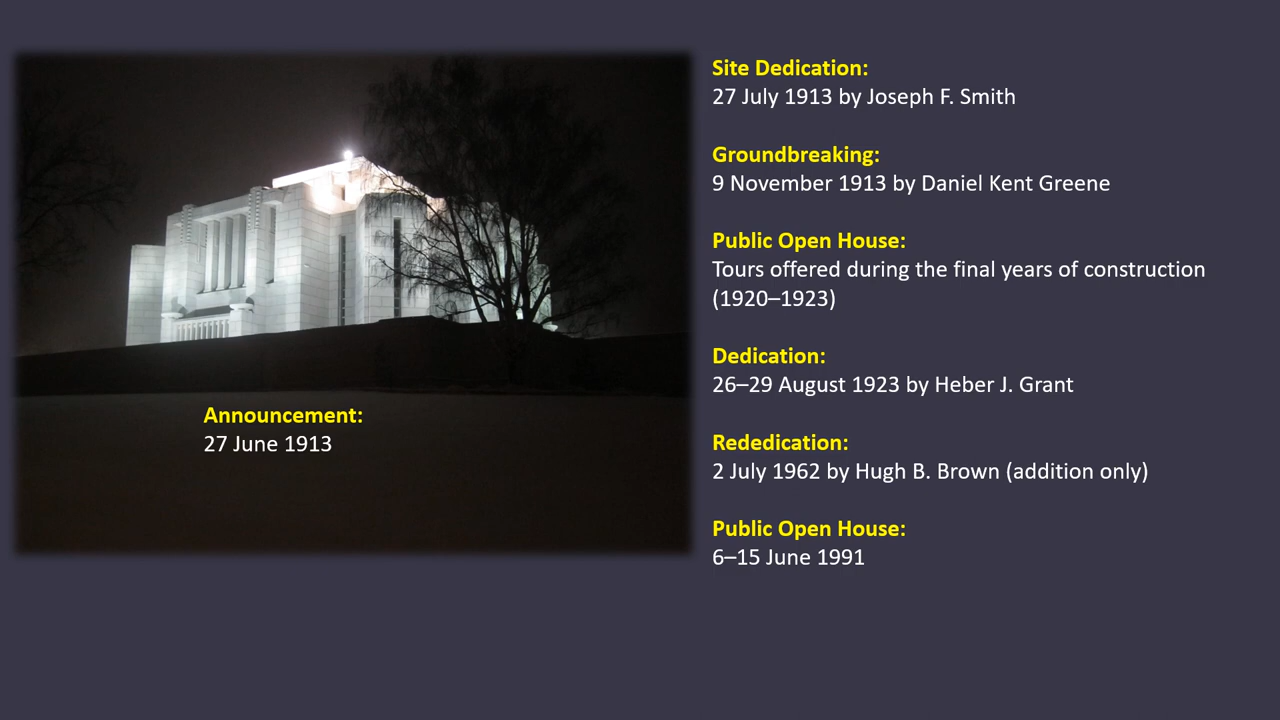 Announcement:
27 June 1913
Site Dedication:
27 July 1913 by Joseph F. Smith
Groundbreaking:
9 November 1913 by Daniel Kent Greene
Public Open House:
Tours offered during the final years of construction
(1920–1923)
Dedication:
26–29 August 1923 by Heber J. Grant
Rededication:
2 July 1962 by Hugh B. Brown (addition only)
Public Open House:
6–15 June 1991